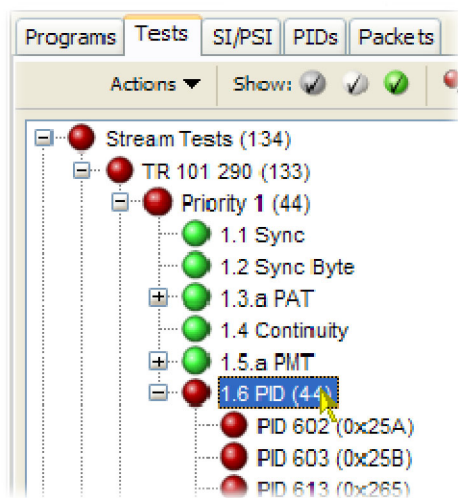 Programs Tests SI/PSI PIDs Packets
Actions Show:
Stream Tests (134)
TR 101 290 (133)
Priority 1 (44)
1.1 Sync
1.2 Sync Byte
1.3.a PAT
1.4 Continuity
1.5.a PMT
1.6 PID (44)
PID 602 (0x25A)
PID 603 (0x25B)
PID 613 (0x265)